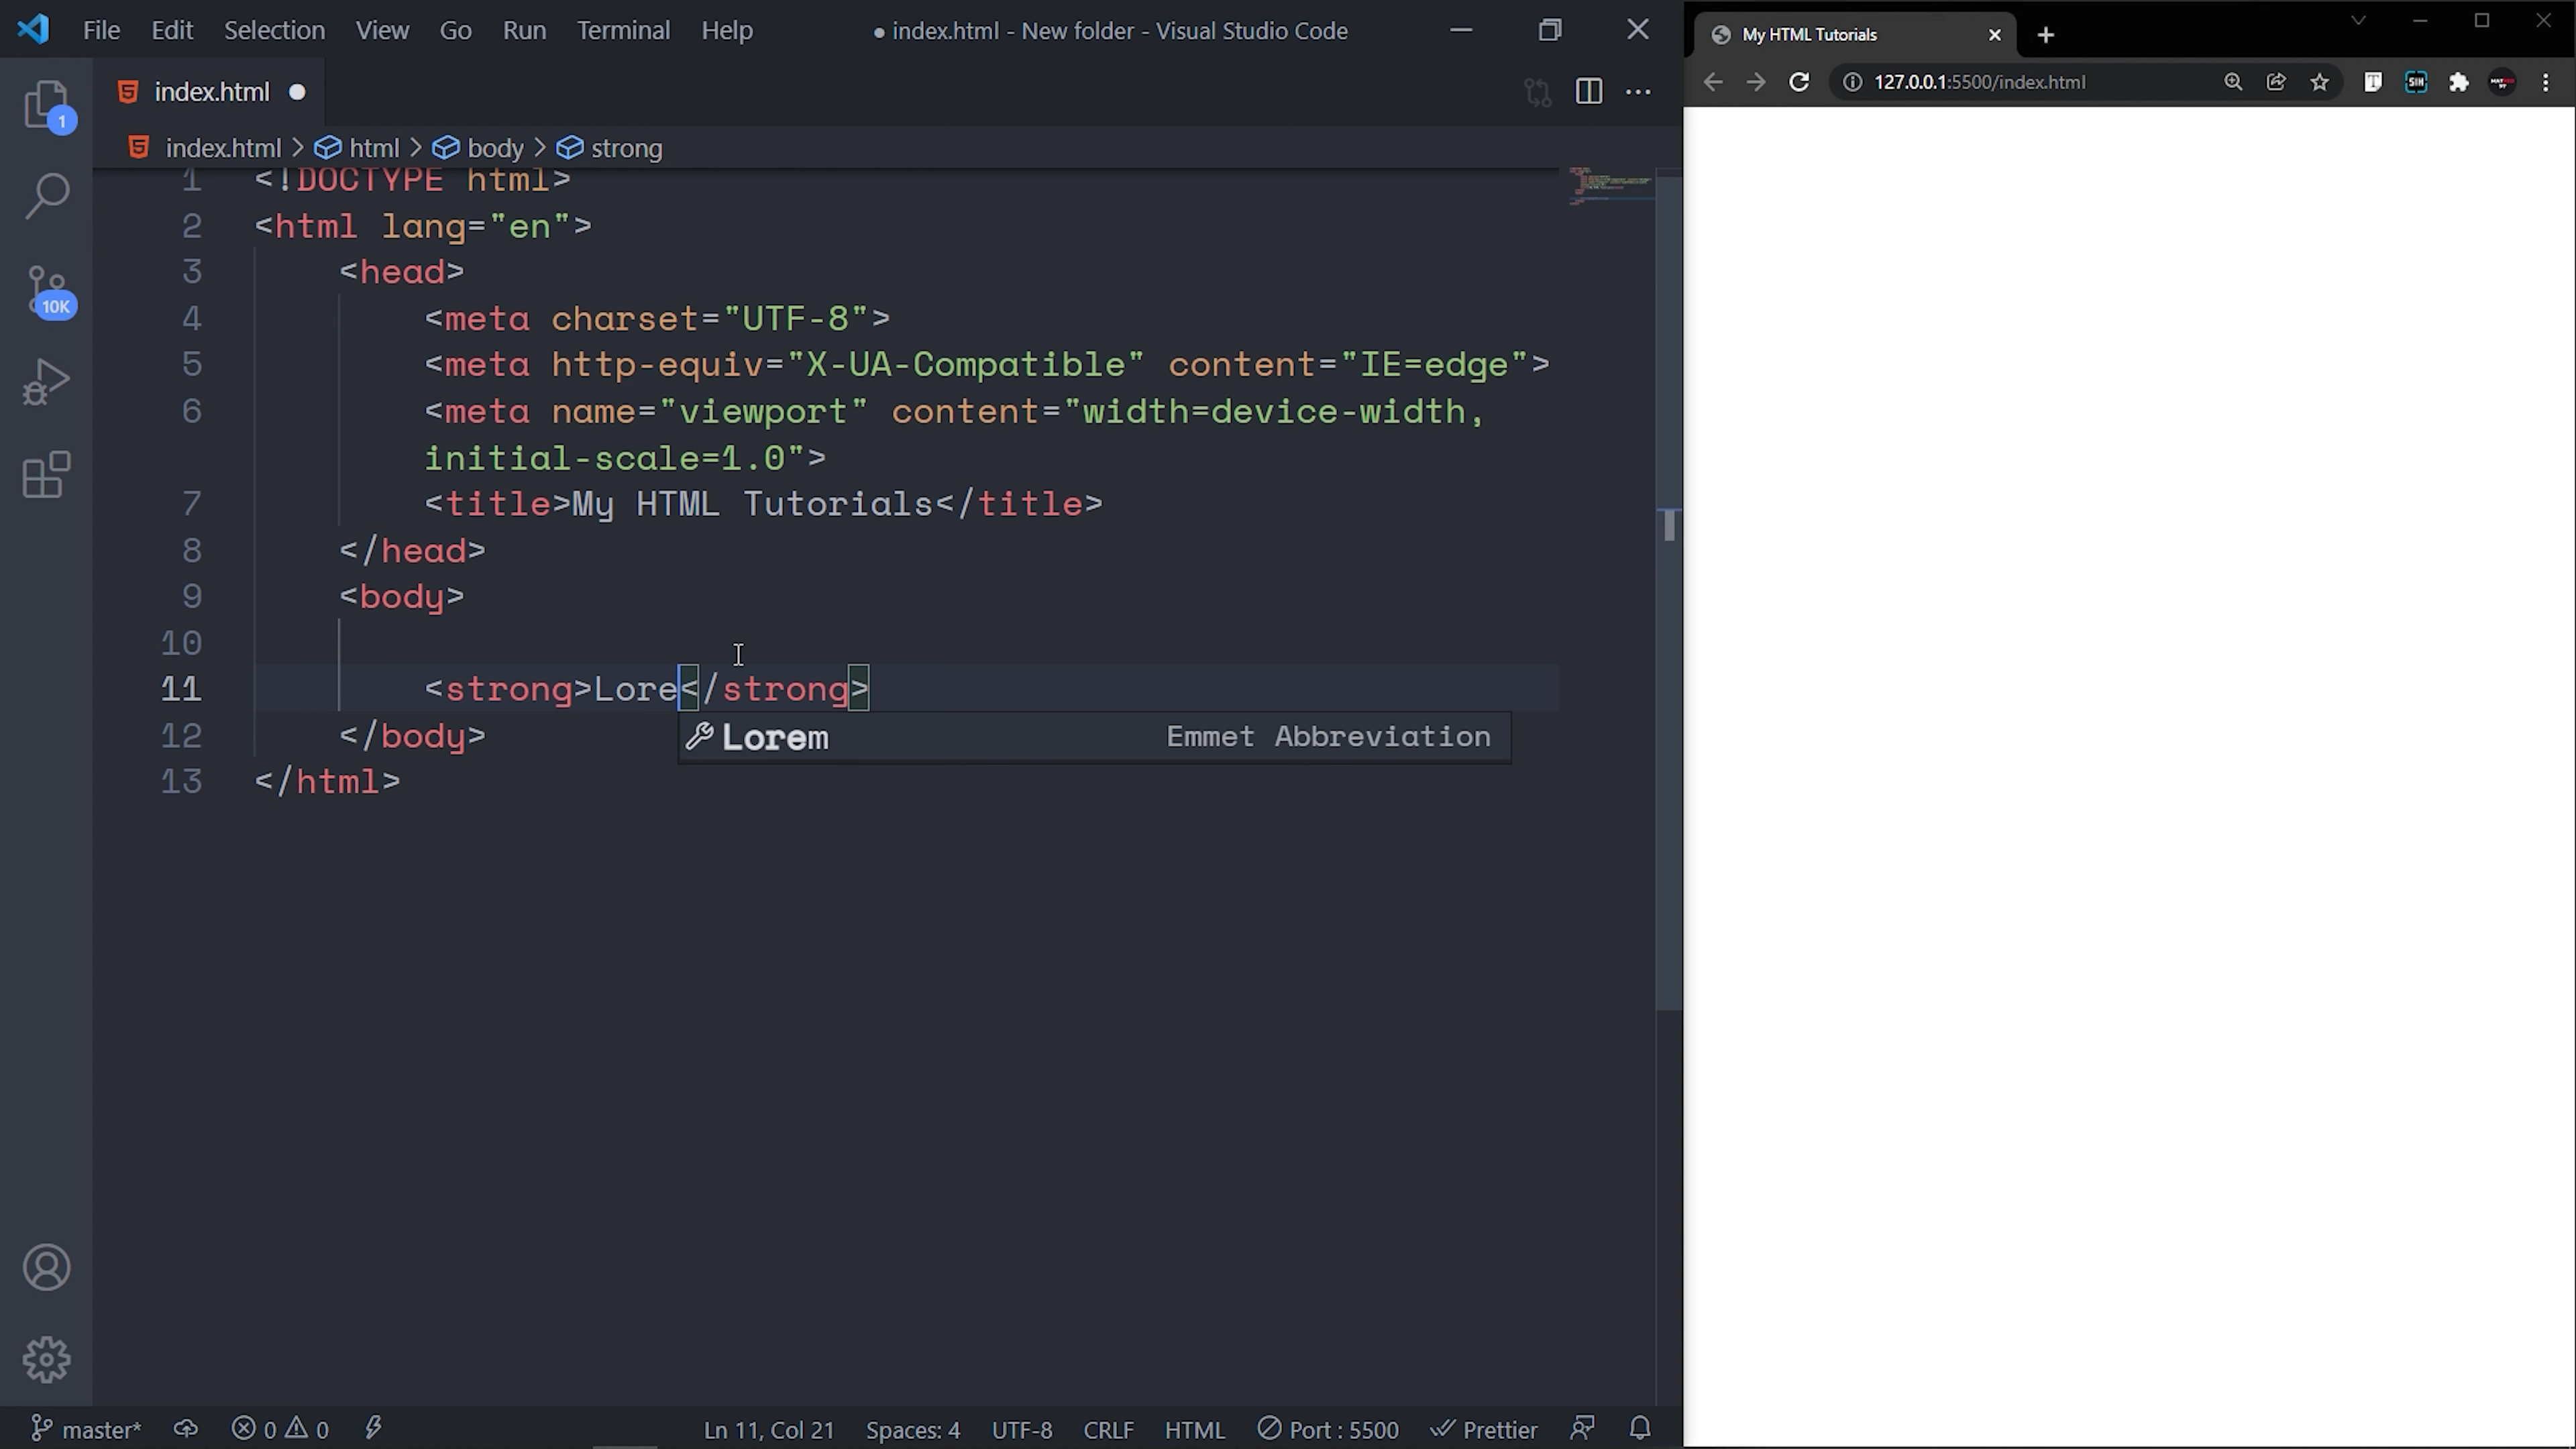 File Edit Selection View Go Run Terminal Help ● index.html - New folder - Visual Studio Code
index.html
index.html > html > body > strong
1 <!DOCTYPE html>
2 <html lang="en">
3 <head>
4 <meta charset="UTF-8">
5 <meta http-equiv="X-UA-Compatible" content="IE=edge">
6 <meta name="viewport" content="width=device-width,
initial-scale=1.0">
7 <title>My HTML Tutorials</title>
8 </head>
9 <body>
10
11 <strong>Lore</strong>
Lorem Emmet Abbreviation
12 </body>
13 </html>
1
10K
master* 0 0 Ln 11, Col 21 Spaces: 4 UTF-8 CRLF HTML Port : 5500 Prettier
My HTML Tutorials
127.0.0.1:5500/index.html
SIH